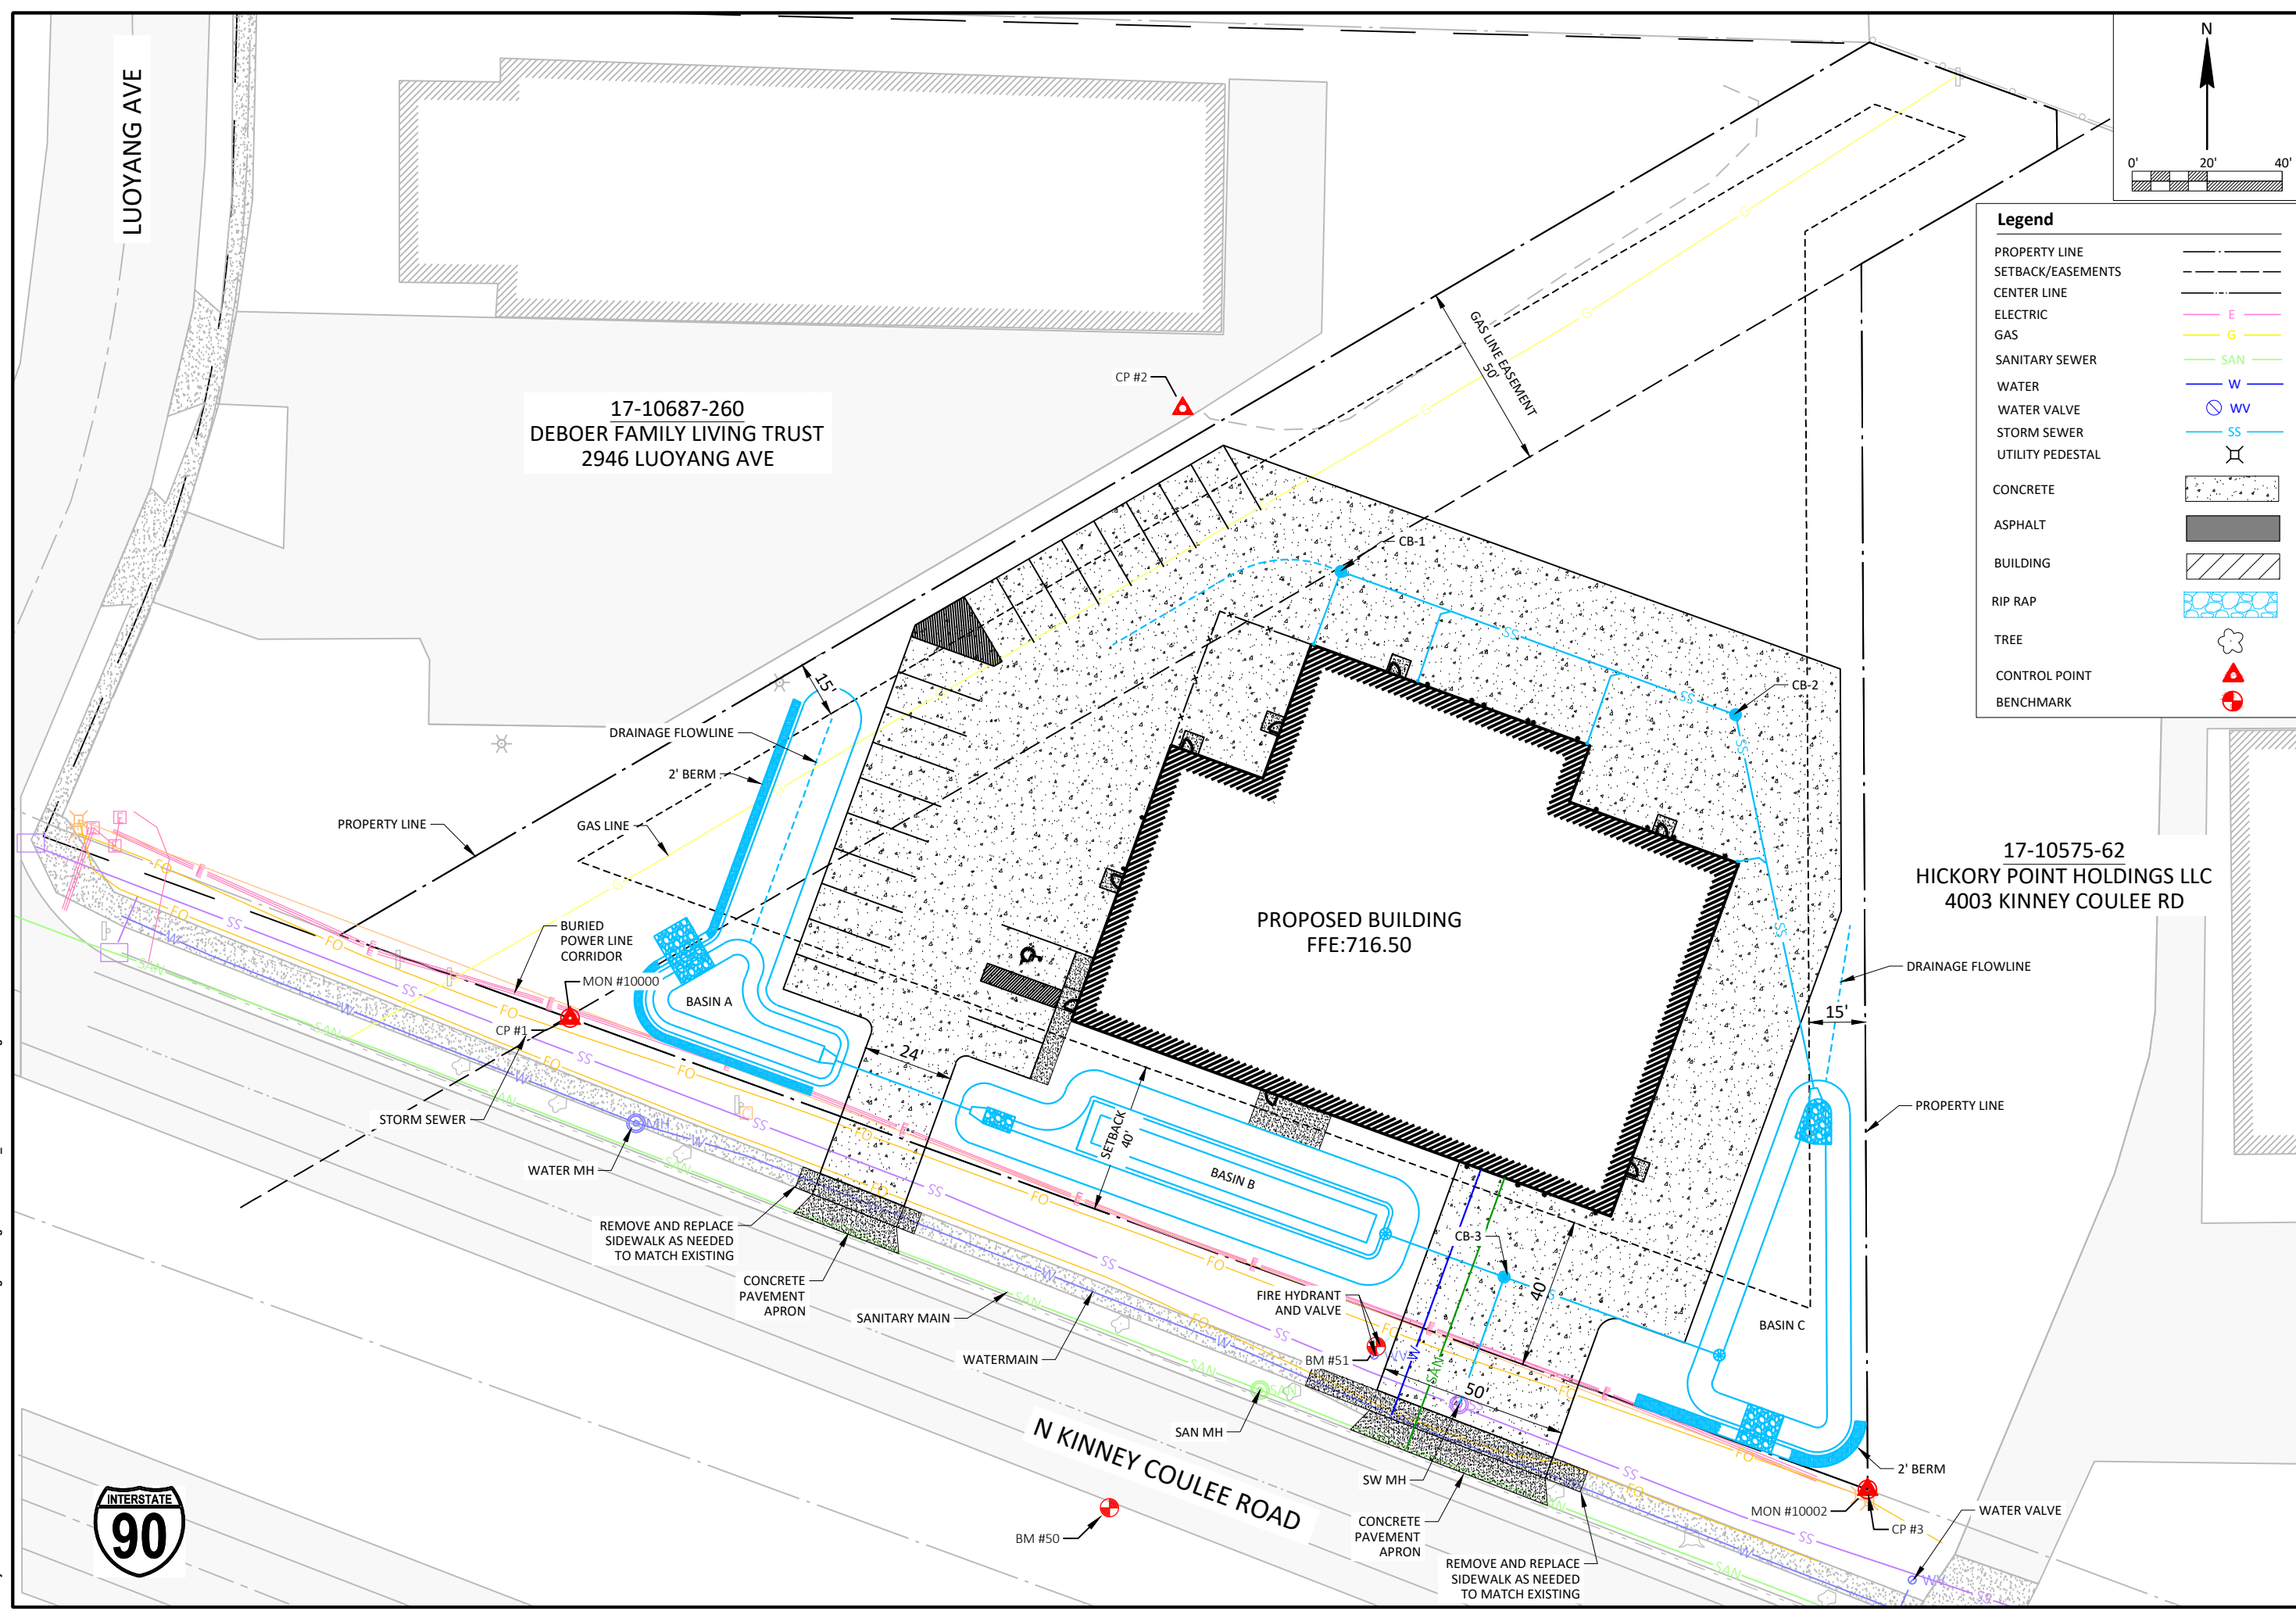 LUOYANG AVE
N
0' 20' 40'
Legend
PROPERTY LINE
SETBACK/EASEMENTS
CENTER LINE
ELECTRIC E
GAS G
SANITARY SEWER SAN
WATER W
WATER VALVE WV
STORM SEWER SS
UTILITY PEDESTAL
CONCRETE
ASPHALT
BUILDING
RIP RAP
TREE
CONTROL POINT
BENCHMARK
17-10687-260
DEBOER FAMILY LIVING TRUST
2946 LUOYANG AVE
CP #2
GAS LINE EASEMENT
50'
CB-1
CB-2
15'
DRAINAGE FLOWLINE
2' BERM
PROPERTY LINE
GAS LINE
BURIED
POWER LINE
CORRIDOR
MON #10000
CP #1
BASIN A
24'
STORM SEWER
WATER MH
MH
PROPOSED BUILDING
FFE:716.50
17-10575-62
HICKORY POINT HOLDINGS LLC
4003 KINNEY COULEE RD
DRAINAGE FLOWLINE
15'
PROPERTY LINE
SETBACK
40'
BASIN B
REMOVE AND REPLACE
SIDEWALK AS NEEDED
TO MATCH EXISTING
CONCRETE
PAVEMENT
APRON
SANITARY MAIN
WATERMAIN
CB-3
40'
FIRE HYDRANT
AND VALVE
BM #51
WV
50'
BASIN C
SAN MH
SW MH
N KINNEY COULEE ROAD
BM #50
CONCRETE
PAVEMENT
APRON
REMOVE AND REPLACE
SIDEWALK AS NEEDED
TO MATCH EXISTING
2' BERM
MON #10002
CP #3
WATER VALVE
WV
INTERSTATE
90